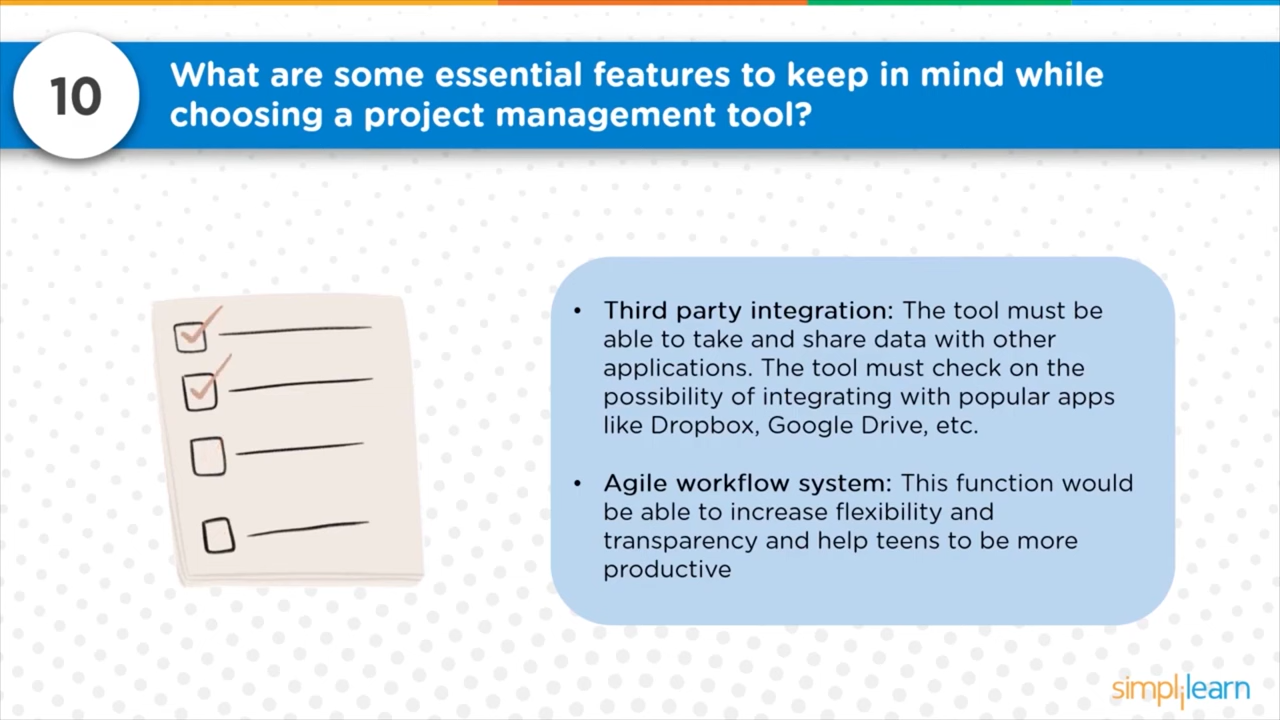 10
What are some essential features to keep in mind while
choosing a project management tool?
• Third party integration: The tool must be
able to take and share data with other
applications. The tool must check on the
possibility of integrating with popular apps
like Dropbox, Google Drive, etc.
• Agile workflow system: This function would
be able to increase flexibility and
transparency and help teens to be more
productive
simplilearn